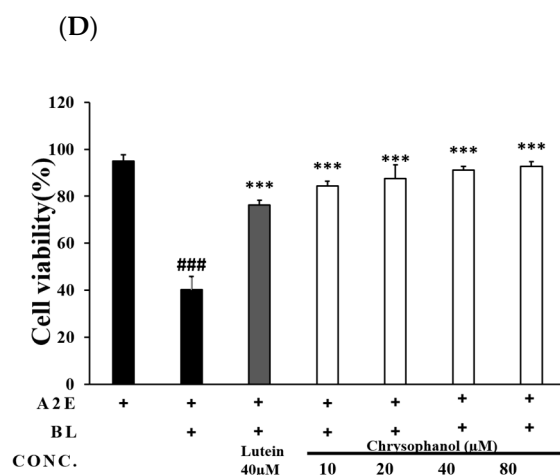 (D)
Cell viability(%)
120
100
80
60
40
20
0
###
***
***
***
***
***
A2E + + + + + + +
BL + + + + + +
CONC. Lutein 40μM Chrysophanol (μM)
10 20 40 80